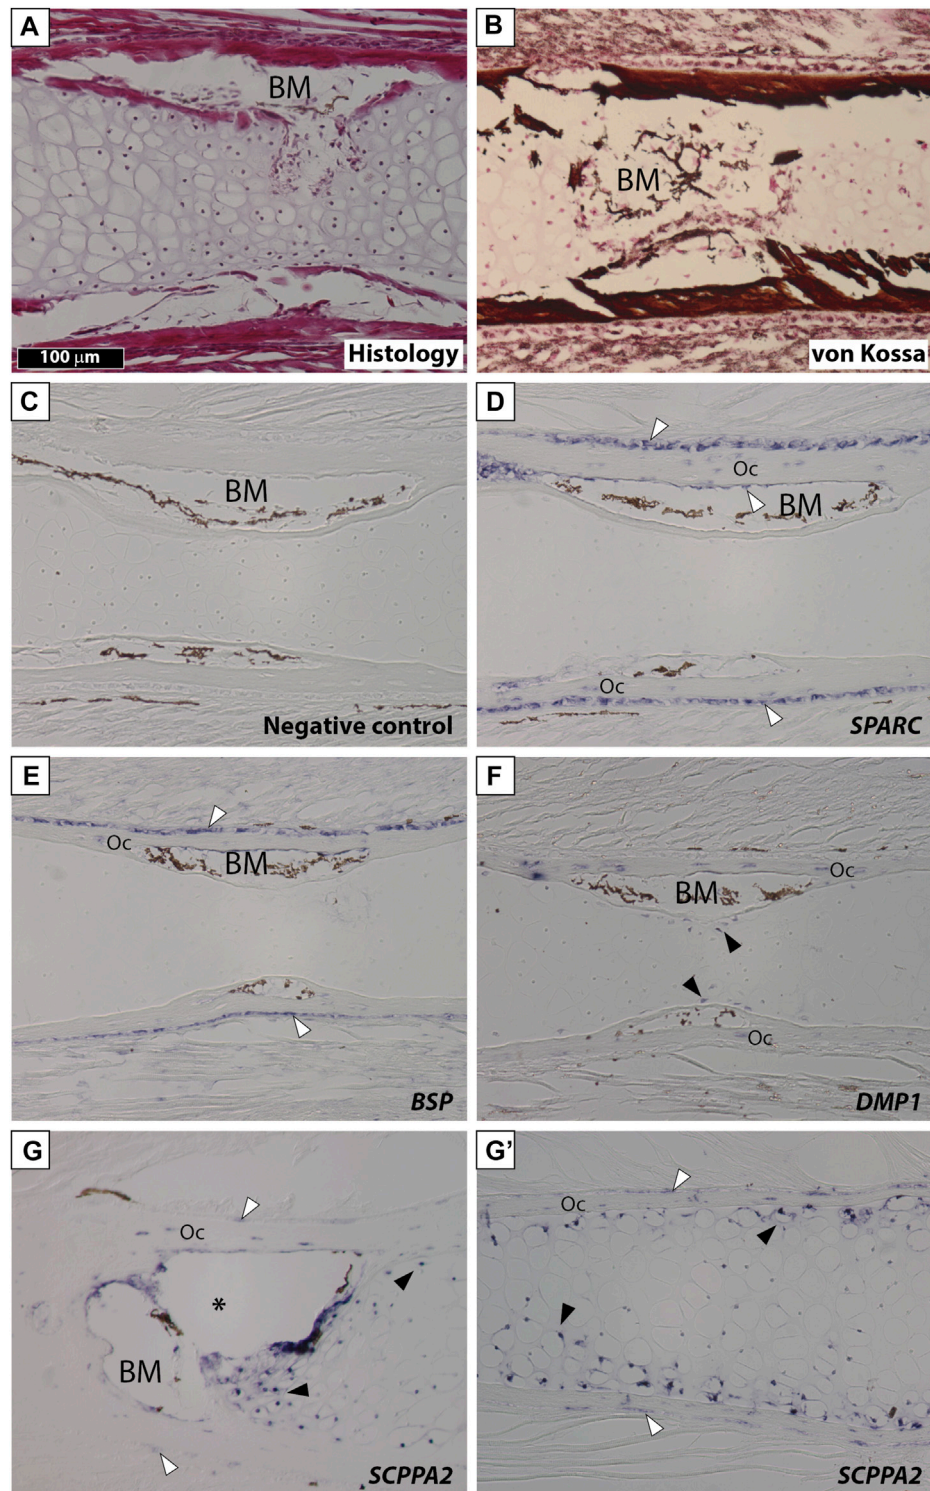 A
BM
100 μm
Histology
B
BM
von Kossa
C
BM
Negative control
D
Oc
BM
Oc
SPARC
E
Oc
BM
BSP
F
Oc
BM
Oc
DMP1
G
Oc
*
BM
SCPPA2
G’
Oc
SCPPA2